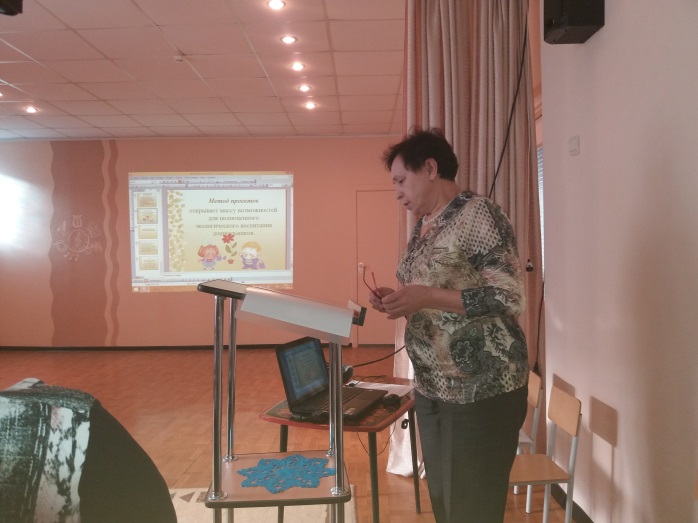 Метод проектов
открывает массу возможностей
для полноценного
экологического воспитания
дошкольников.